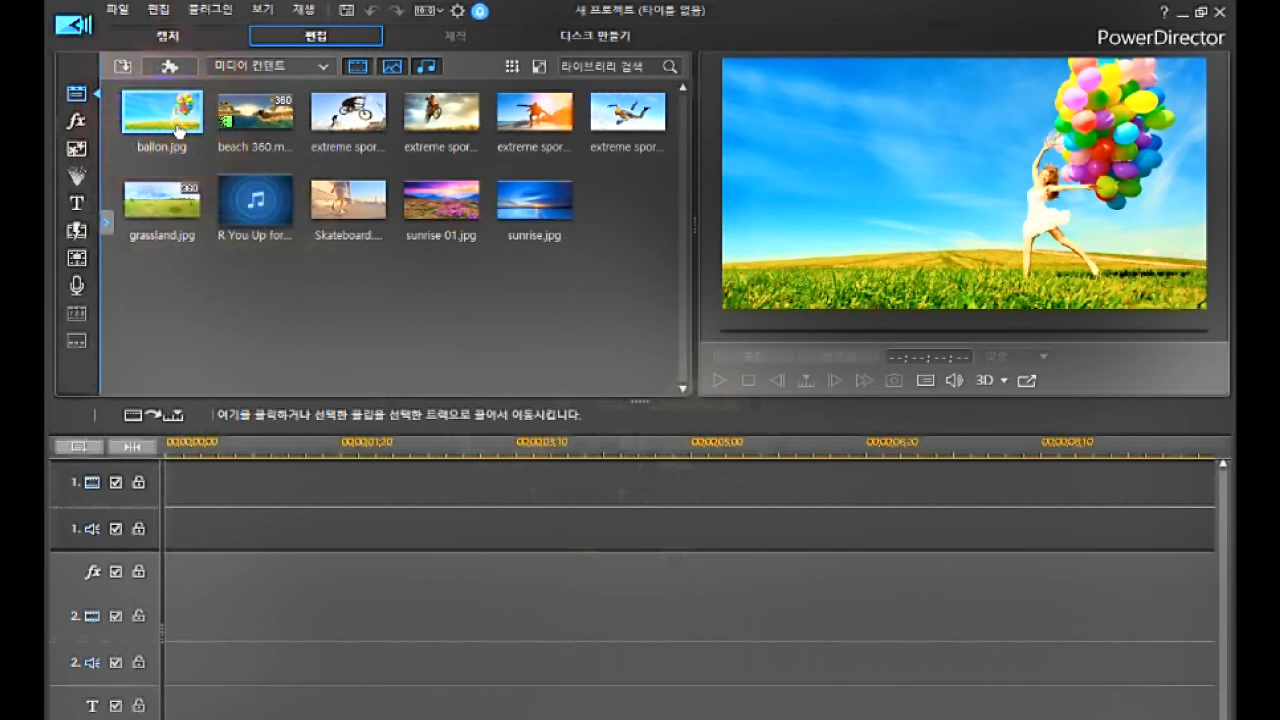 파일 편집 플러그인 보기 재생 새 프로젝트 (타이틀 없음)
캡처 편집 제작 디스크 만들기 PowerDirector
미디어 컨텐트 라이브러리 검색
360
ballon.jpg beach 360.m... extreme spor... extreme spor... extreme spor... extreme spor...
360
grassland.jpg R You Up for... Skateboard.... sunrise 01.jpg sunrise.jpg
--;--;--;--
3D
여기를 클릭하거나 선택한 클립을 선택한 트랙으로 끌어서 이동시킵니다.
00;00;00;00 00;00;01;20 00;00;03;10 00;00;05;00 00;00;06;20 00;00;08;10
1.
1.
fx
2.
2.
T